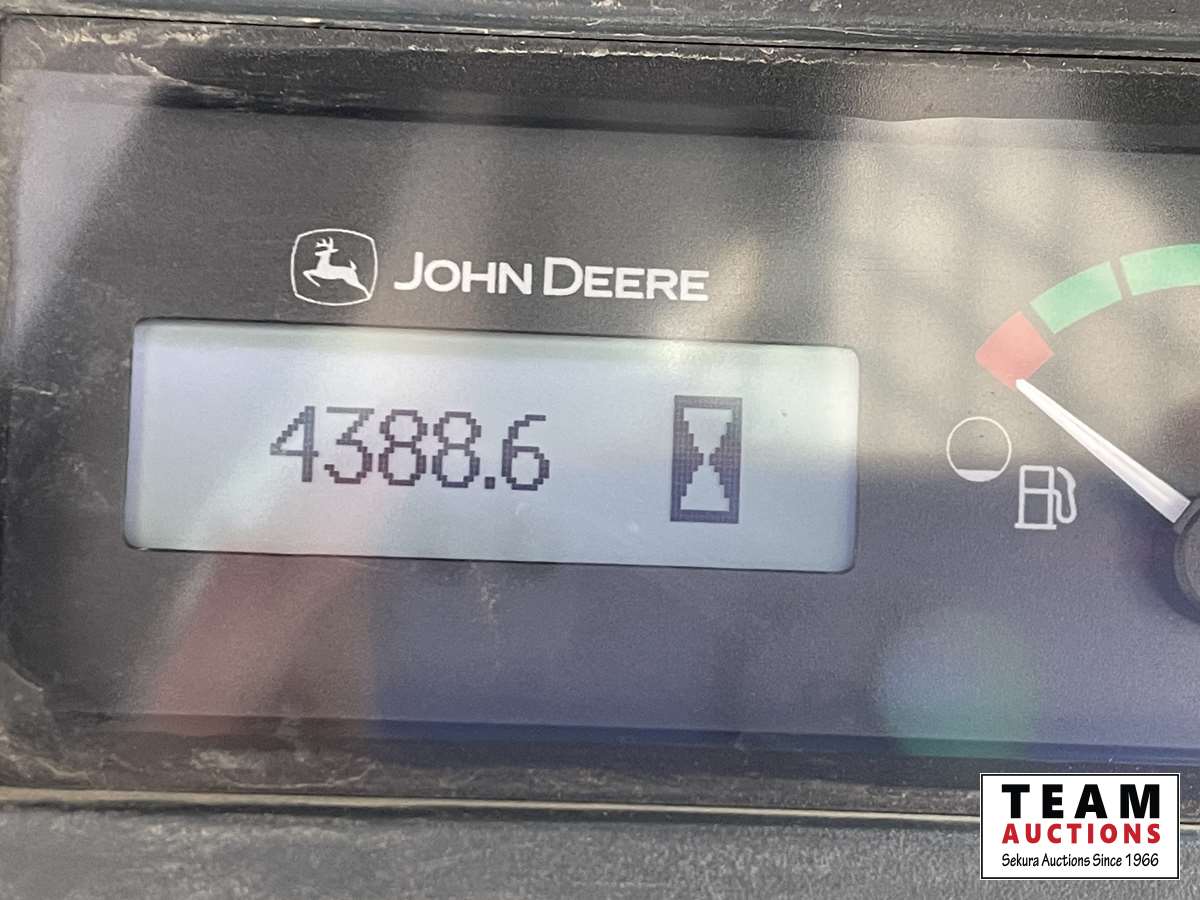 JOHN DEERE
4388.6
TEAM
AUCTIONS
Sekura Auctions Since 1966